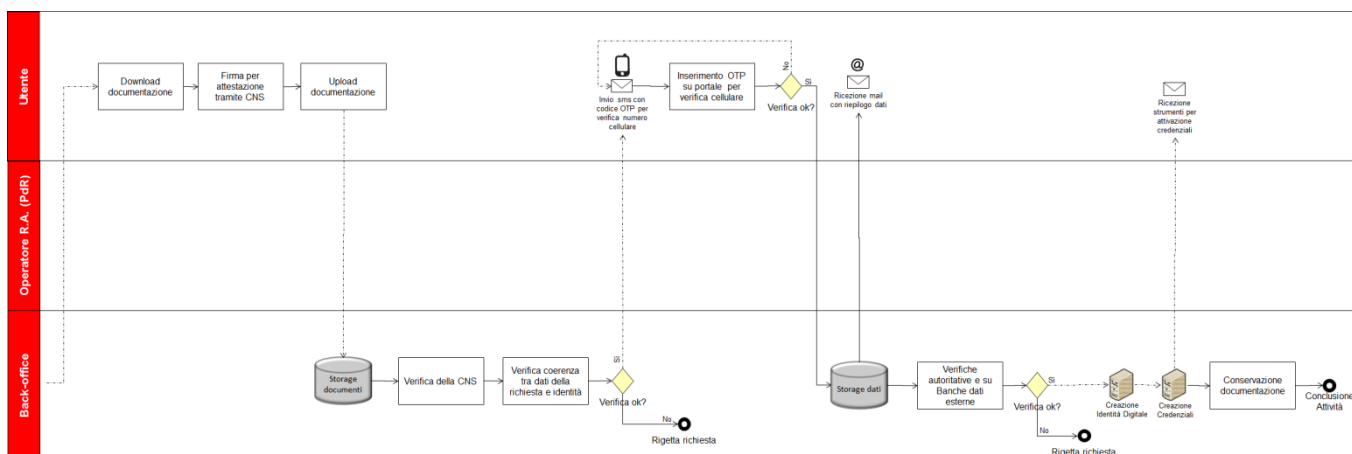 Utente
Download
documentazione
Firma per
attestazione
tramite CNS
Upload
documentazione
Invio sms con
codice OTP per
verifica numero
cellulare
Inserimento OTP
su portale per
verifica cellulare
No
Si
Verifica ok?
@
Ricezione mail
con riepilogo dati
Ricezione
strumenti per
attivazione
credenziali
Operatore R.A. (PdR)
Back-office
Storage
documenti
Verifica della CNS
Verifica coerenza
tra dati della
richiesta e identità
Si
Verifica ok?
No
Rigetta richiesta
Storage dati
Verifiche
autoritative e su
Banche dati
esterne
Si
Verifica ok?
No
Rigetta richiesta
Creazione
Identità Digitale
Creazione
Credenziali
Conservazione
documentazione
Conclusione
Attività